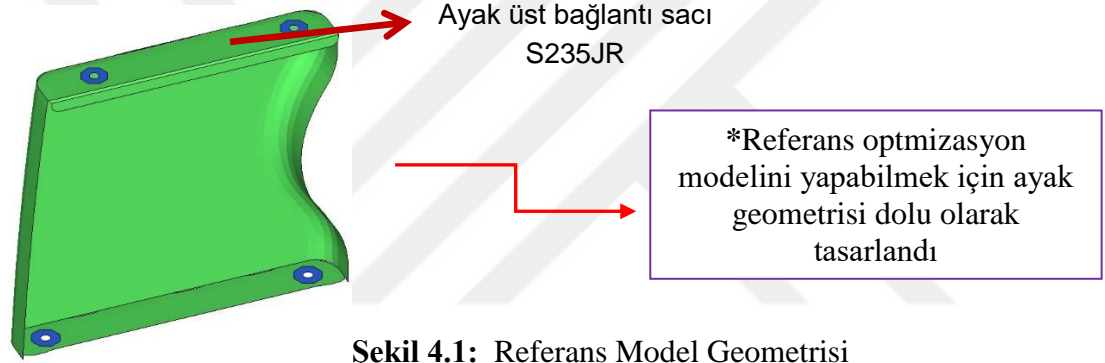 Ayak üst bağlantı sacı
S235JR
*Referans optmizasyon
modelini yapabilmek için ayak
geometrisi dolu olarak
tasarlandı
Şekil 4.1: Referans Model Geometrisi